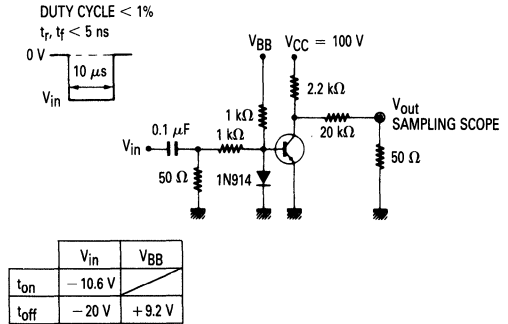 DUTY CYCLE < 1%
tr, tf < 5 ns
0 V
10 μs
Vin
VBB
VCC = 100 V
2.2 kΩ
1 kΩ
Vout
SAMPLING SCOPE
20 kΩ
0.1 μF
1 kΩ
Vin
50 Ω
1N914
50 Ω
Vin VBB
ton − 10.6 V
toff − 20 V + 9.2 V